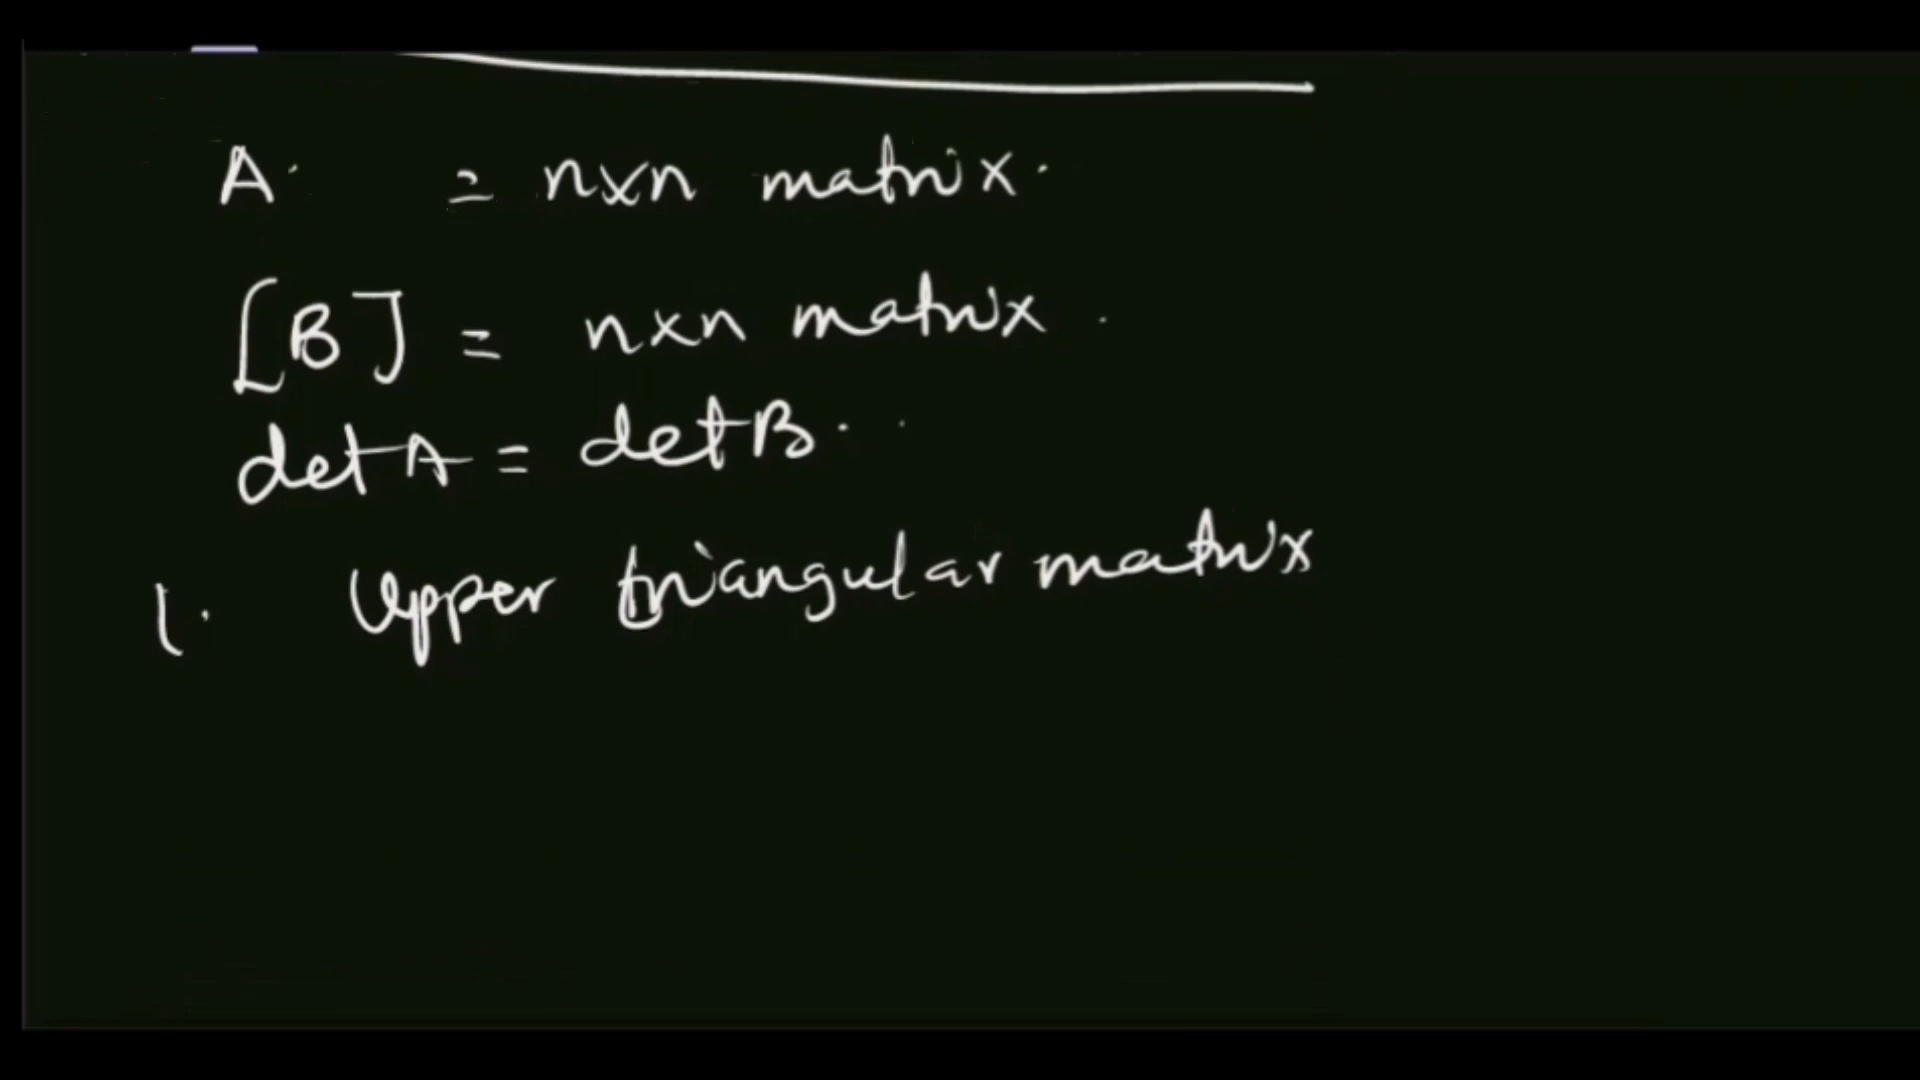 A. = nxn matrix.
[B] = nxn matrix.
det A = det B.
1. Upper triangular matrix